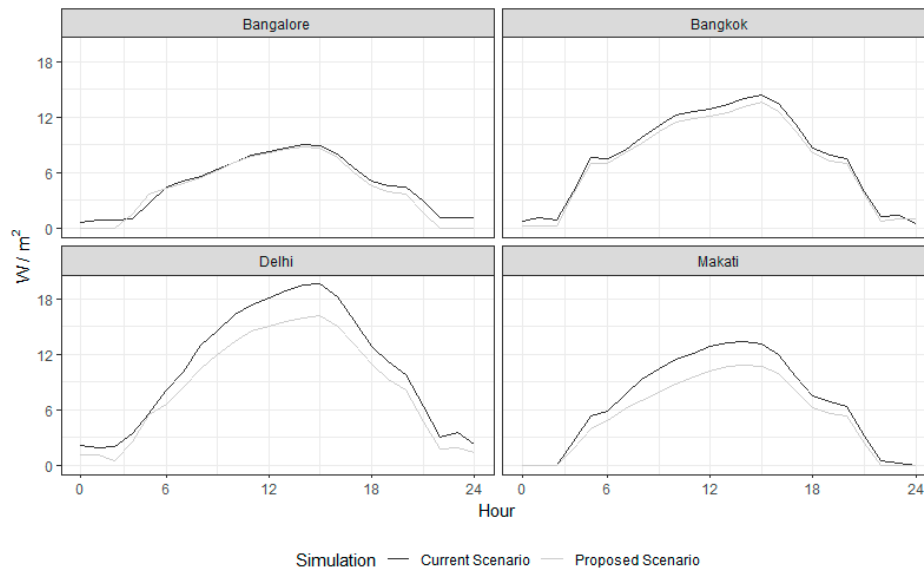 Bangalore
Bangkok
18
12
6
0
Delhi
Makati
18
12
6
0
W / m²
0
6
12
18
24
0
6
12
18
24
Hour
Simulation
Current Scenario
Proposed Scenario